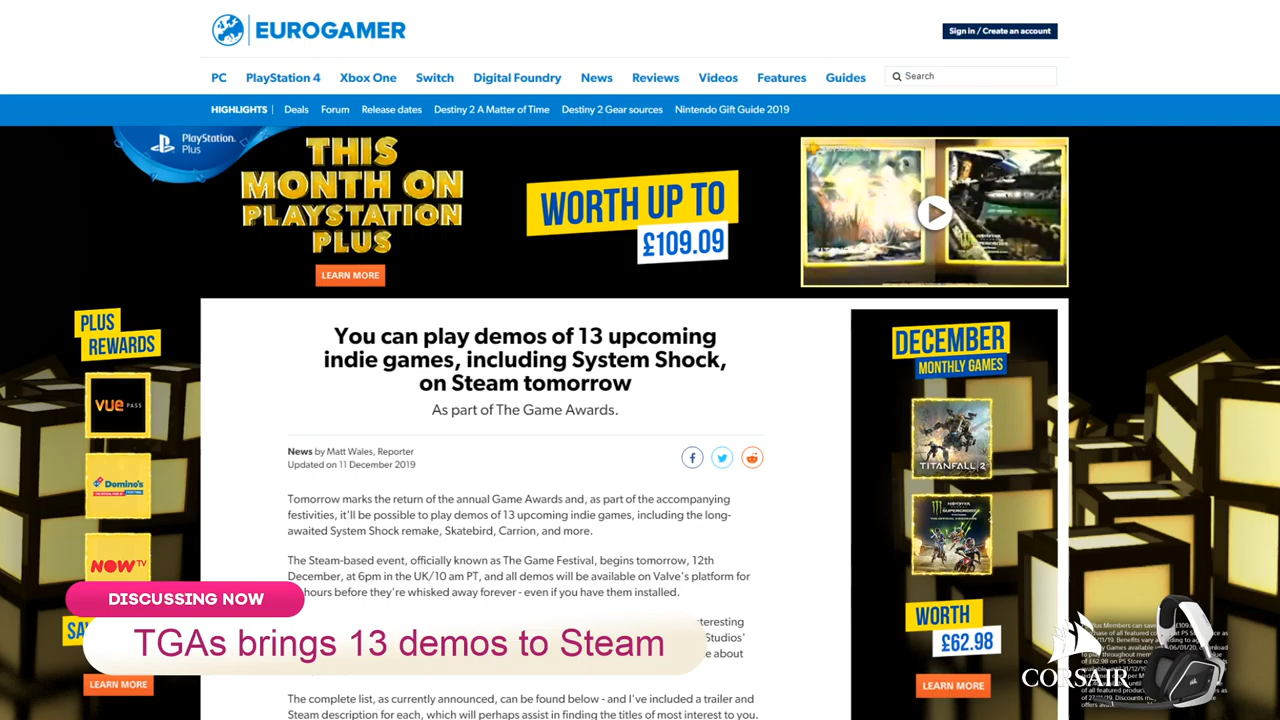 EUROGAMER
Sign in / Create an account
PC PlayStation 4 Xbox One Switch Digital Foundry News Reviews Videos Features Guides
Search
HIGHLIGHTS | Deals Forum Release dates Destiny 2 A Matter of Time Destiny 2 Gear sources Nintendo Gift Guide 2019
PlayStation Plus
THIS
MONTH ON
PLAYSTATION
PLUS
LEARN MORE
WORTH UP TO
£109.09
PLUS
REWARDS
vue PASS
Domino's
NOW TV
LEARN MORE
You can play demos of 13 upcoming
indie games, including System Shock,
on Steam tomorrow
As part of The Game Awards.
News by Matt Wales, Reporter
Updated on 11 December 2019
Tomorrow marks the return of the annual Game Awards and, as part of the accompanying
festivities, it'll be possible to play demos of 13 upcoming indie games, including the long-
awaited System Shock remake, Skatebird, Carrion, and more.
The Steam-based event, officially known as The Game Festival, begins tomorrow, 12th
December, at 6pm in the UK/10 am PT, and all demos will be available on Valve's platform for
hours before they're whisked away forever - even if you have them installed.
Studios'
about
The complete list, as currently announced, can be found below - and I've included a trailer and
Steam description for each, which will perhaps assist in finding the titles of most interest to you.
DISCUSSING NOW
TGAs brings 13 demos to Steam
DECEMBER
MONTHLY GAMES
TITANFALL 2
MONSTER
SUPERCROSS
WORTH
£62.98
LEARN MORE
CORSAIR